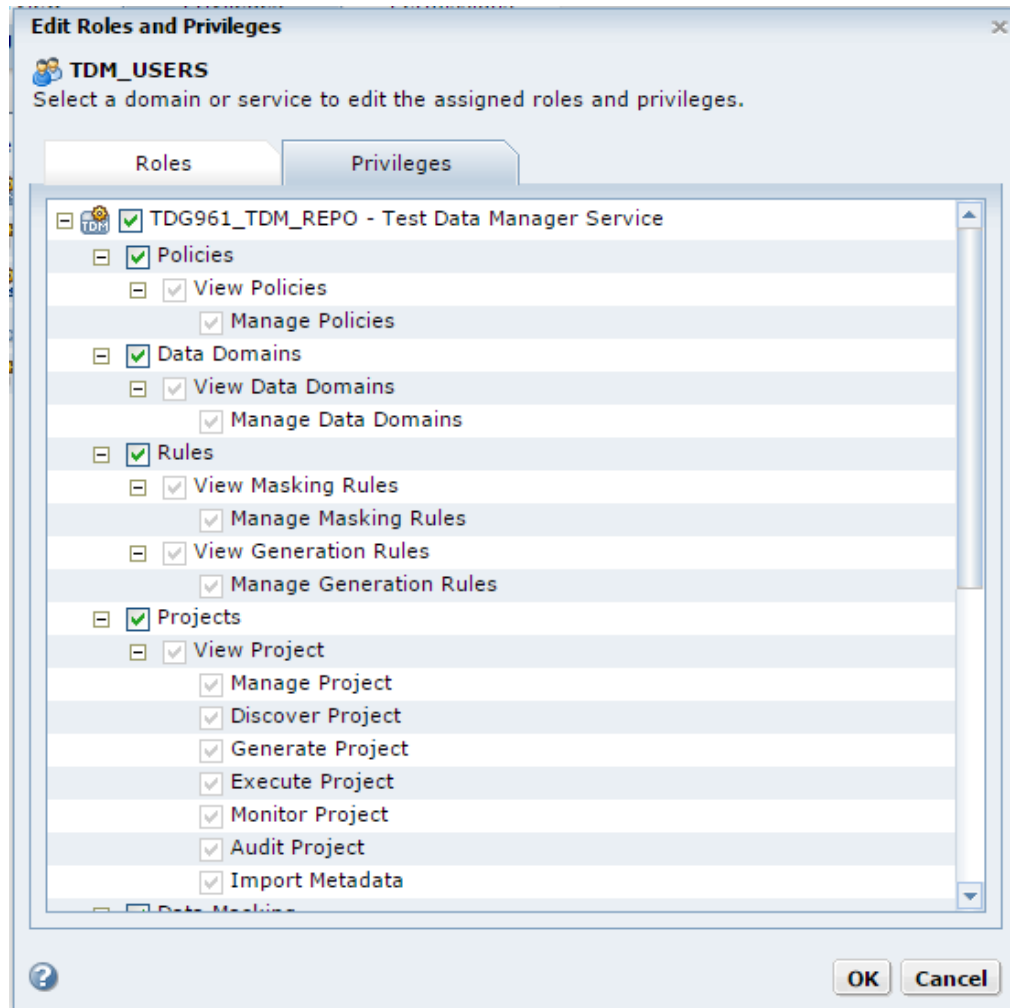 Edit Roles and Privileges
TDM_USERS
Select a domain or service to edit the assigned roles and privileges.
Roles Privileges
TDM TDG961_TDM_REPO - Test Data Manager Service
Policies
View Policies
Manage Policies
Data Domains
View Data Domains
Manage Data Domains
Rules
View Masking Rules
Manage Masking Rules
View Generation Rules
Manage Generation Rules
Projects
View Project
Manage Project
Discover Project
Generate Project
Execute Project
Monitor Project
Audit Project
Import Metadata
Data Masking
OK Cancel